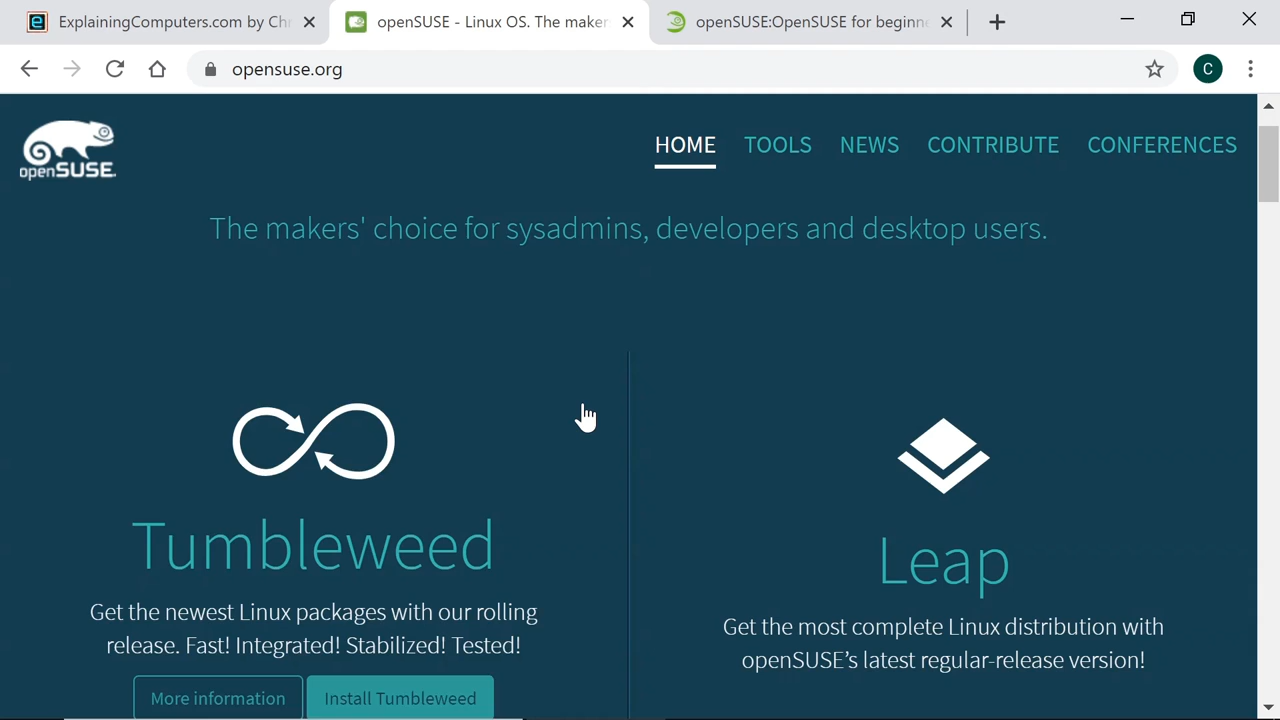 ExplainingComputers.com by Ch
openSUSE - Linux OS. The maker
openSUSE:OpenSUSE for beginne
opensuse.org
C
openSUSE.
HOME
TOOLS
NEWS
CONTRIBUTE
CONFERENCES
The makers' choice for sysadmins, developers and desktop users.
Tumbleweed
Get the newest Linux packages with our rolling
release. Fast! Integrated! Stabilized! Tested!
More information
Install Tumbleweed
Leap
Get the most complete Linux distribution with
openSUSE’s latest regular-release version!